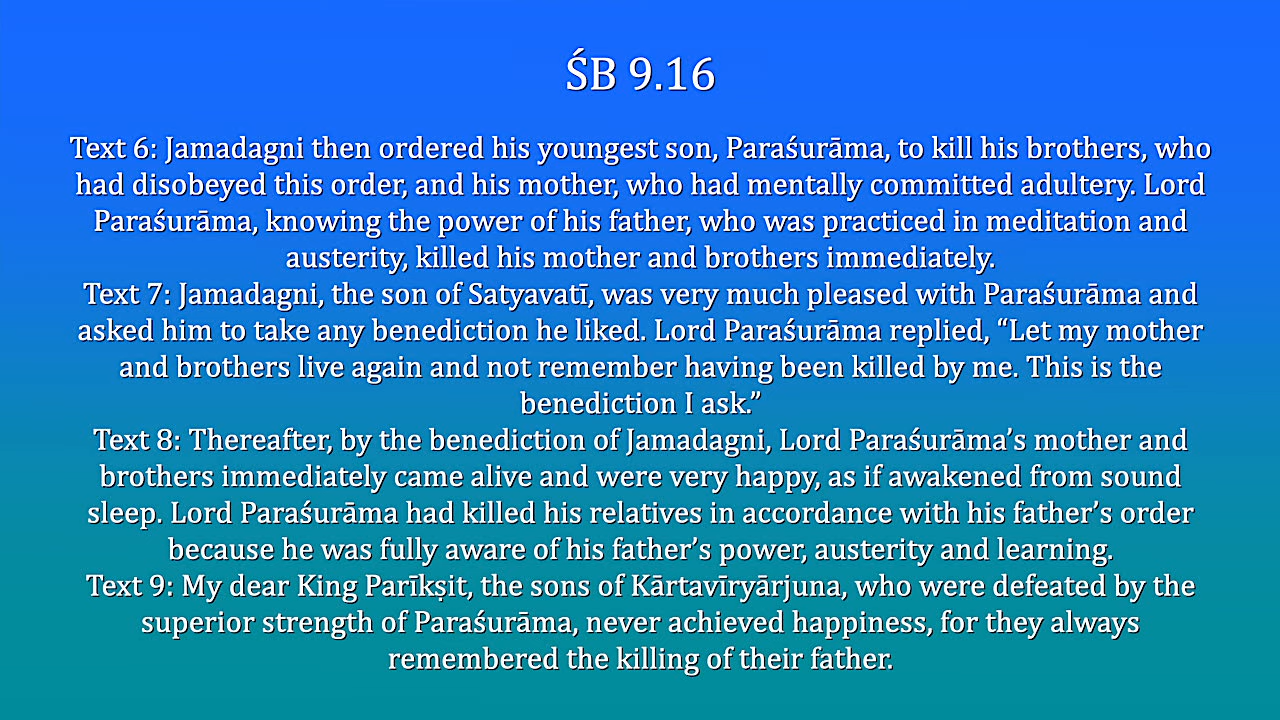 ŚB 9.16
Text 6: Jamadagni then ordered his youngest son, Paraśurāma, to kill his brothers, who
had disobeyed this order, and his mother, who had mentally committed adultery. Lord
Paraśurāma, knowing the power of his father, who was practiced in meditation and
austerity, killed his mother and brothers immediately.
Text 7: Jamadagni, the son of Satyavatī, was very much pleased with Paraśurāma and
asked him to take any benediction he liked. Lord Paraśurāma replied, “Let my mother
and brothers live again and not remember having been killed by me. This is the
benediction I ask.”
Text 8: Thereafter, by the benediction of Jamadagni, Lord Paraśurāma’s mother and
brothers immediately came alive and were very happy, as if awakened from sound
sleep. Lord Paraśurāma had killed his relatives in accordance with his father’s order
because he was fully aware of his father’s power, austerity and learning.
Text 9: My dear King Parīkṣit, the sons of Kārtavīryārjuna, who were defeated by the
superior strength of Paraśurāma, never achieved happiness, for they always
remembered the killing of their father.